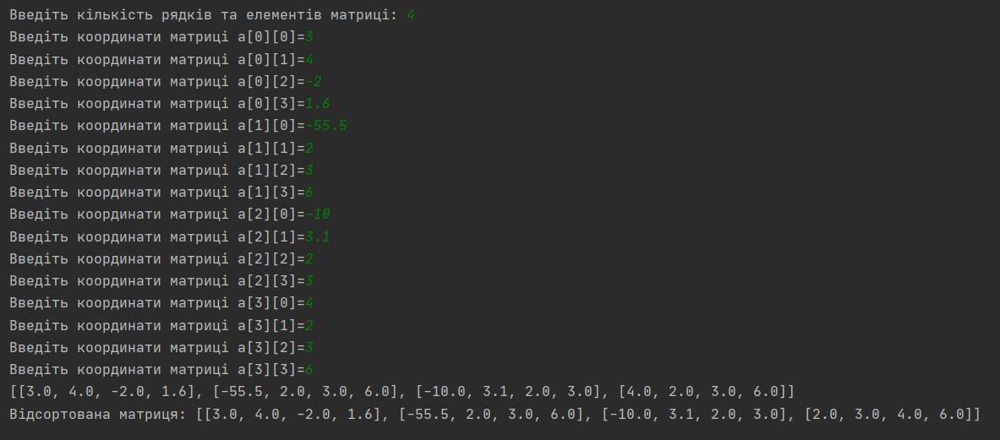 Введіть кількість рядків та елементів матриці: 4
Введіть координати матриці a[0][0]=3
Введіть координати матриці a[0][1]=4
Введіть координати матриці a[0][2]=-2
Введіть координати матриці a[0][3]=1.6
Введіть координати матриці a[1][0]=-55.5
Введіть координати матриці a[1][1]=2
Введіть координати матриці a[1][2]=3
Введіть координати матриці a[1][3]=6
Введіть координати матриці a[2][0]=-10
Введіть координати матриці a[2][1]=3.1
Введіть координати матриці a[2][2]=2
Введіть координати матриці a[2][3]=3
Введіть координати матриці a[3][0]=4
Введіть координати матриці a[3][1]=2
Введіть координати матриці a[3][2]=3
Введіть координати матриці a[3][3]=6
[[3.0, 4.0, -2.0, 1.6], [-55.5, 2.0, 3.0, 6.0], [-10.0, 3.1, 2.0, 3.0], [4.0, 2.0, 3.0, 6.0]]
Відсортована матриця: [[3.0, 4.0, -2.0, 1.6], [-55.5, 2.0, 3.0, 6.0], [-10.0, 3.1, 2.0, 3.0], [2.0, 3.0, 4.0, 6.0]]